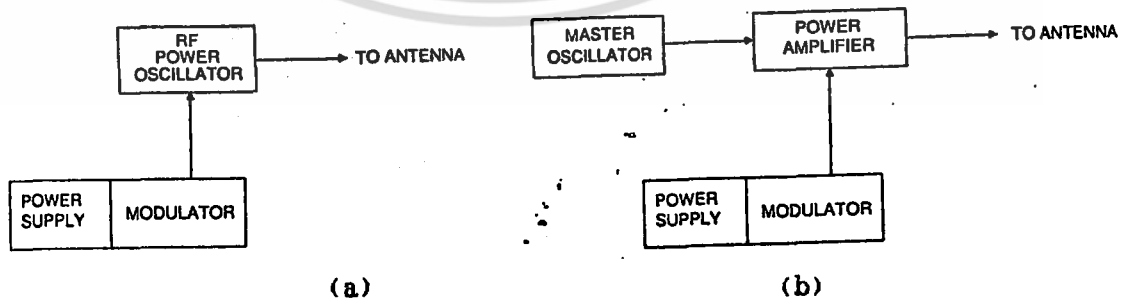 RF
POWER
OSCILLATOR
TO ANTENNA
POWER
SUPPLY
MODULATOR
(a)
MASTER
OSCILLATOR
POWER
AMPLIFIER
TO ANTENNA
POWER
SUPPLY
MODULATOR
(b)